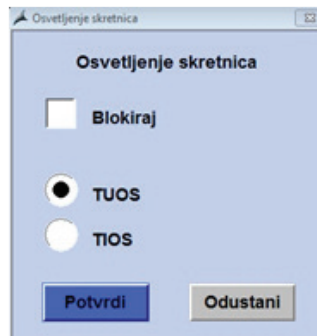 Osvetljenje skretnica
Osvetljenje skretnica
Blokiraj
TUOS
TIOS
Potvrdi
Odustani